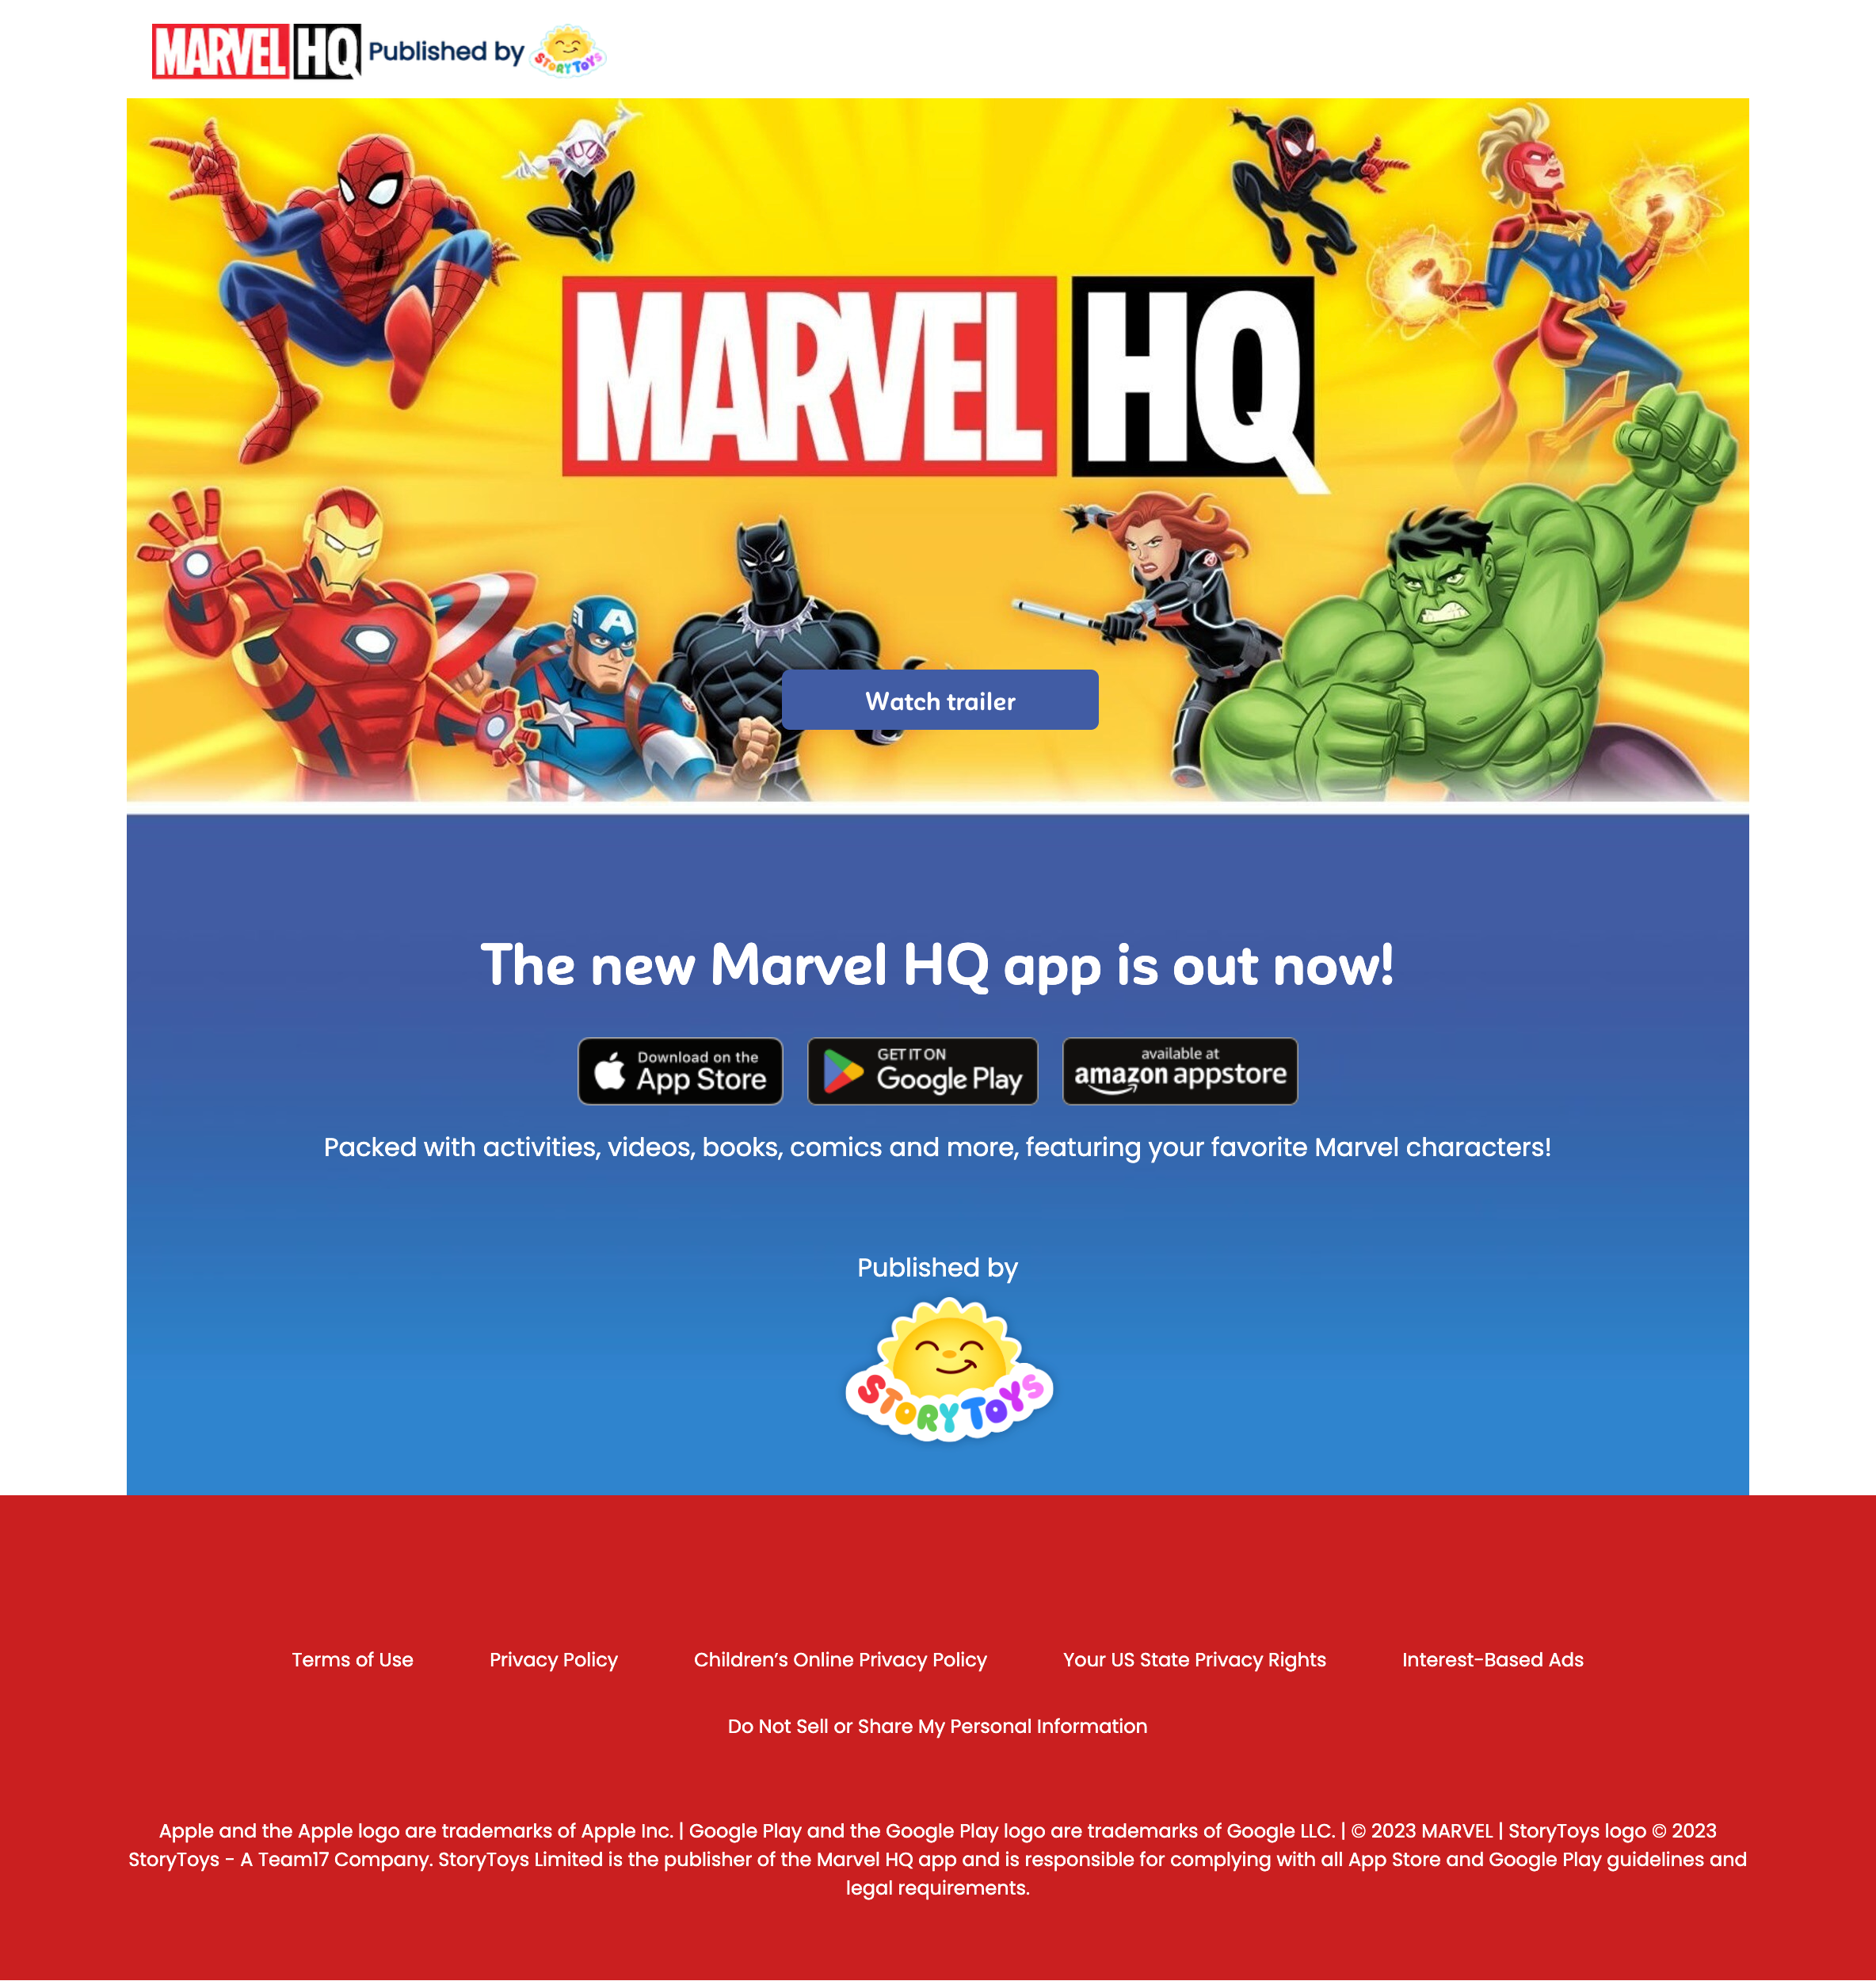 MARVEL HQ Published by STORYTOYS
MARVEL HQ
A
Watch trailer
The new Marvel HQ app is out now!
Download on the
App Store
GET IT ON
Google Play
available at
amazon appstore
Packed with activities, videos, books, comics and more, featuring your favorite Marvel characters!
Published by
STORYTOYS
Terms of Use
Privacy Policy
Children’s Online Privacy Policy
Your US State Privacy Rights
Interest-Based Ads
Do Not Sell or Share My Personal Information
Apple and the Apple logo are trademarks of Apple Inc. | Google Play and the Google Play logo are trademarks of Google LLC. | © 2023 MARVEL | StoryToys logo © 2023
StoryToys - A Team17 Company. StoryToys Limited is the publisher of the Marvel HQ app and is responsible for complying with all App Store and Google Play guidelines and
legal requirements.